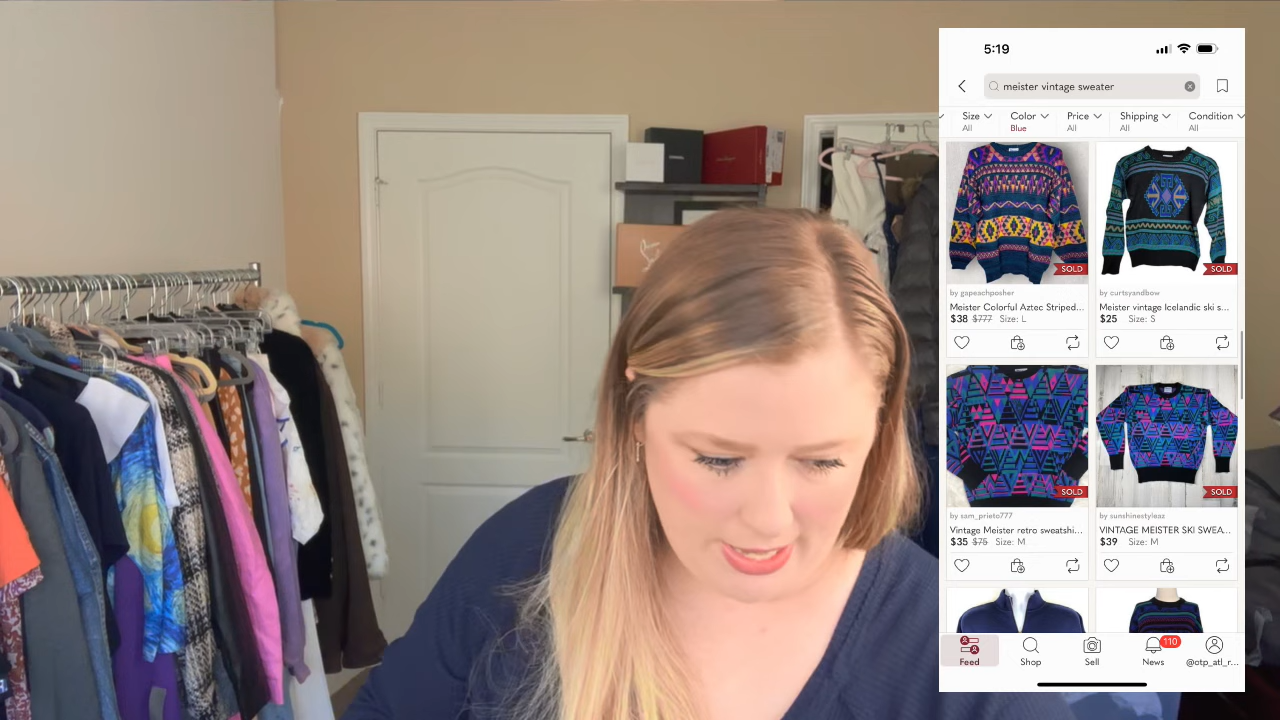 5:19
meister vintage sweater
Size
Color
Price
Shipping
Condition
All
Blue
All
All
All
SOLD
SOLD
by gapeachposher
by curtsyandbow
Meister Colorful Aztec Striped...
Meister vintage Icelandic ski s...
$38 $777 Size: L
$25 Size: S
SOLD
SOLD
by sam_prieto777
by sunshinestyleaz
Vintage Meister retro sweatshi...
VINTAGE MEISTER SKI SWEA...
$35 $75 Size: M
$39 Size: M
110
Feed
Shop
Sell
News
@otp_atl_r...